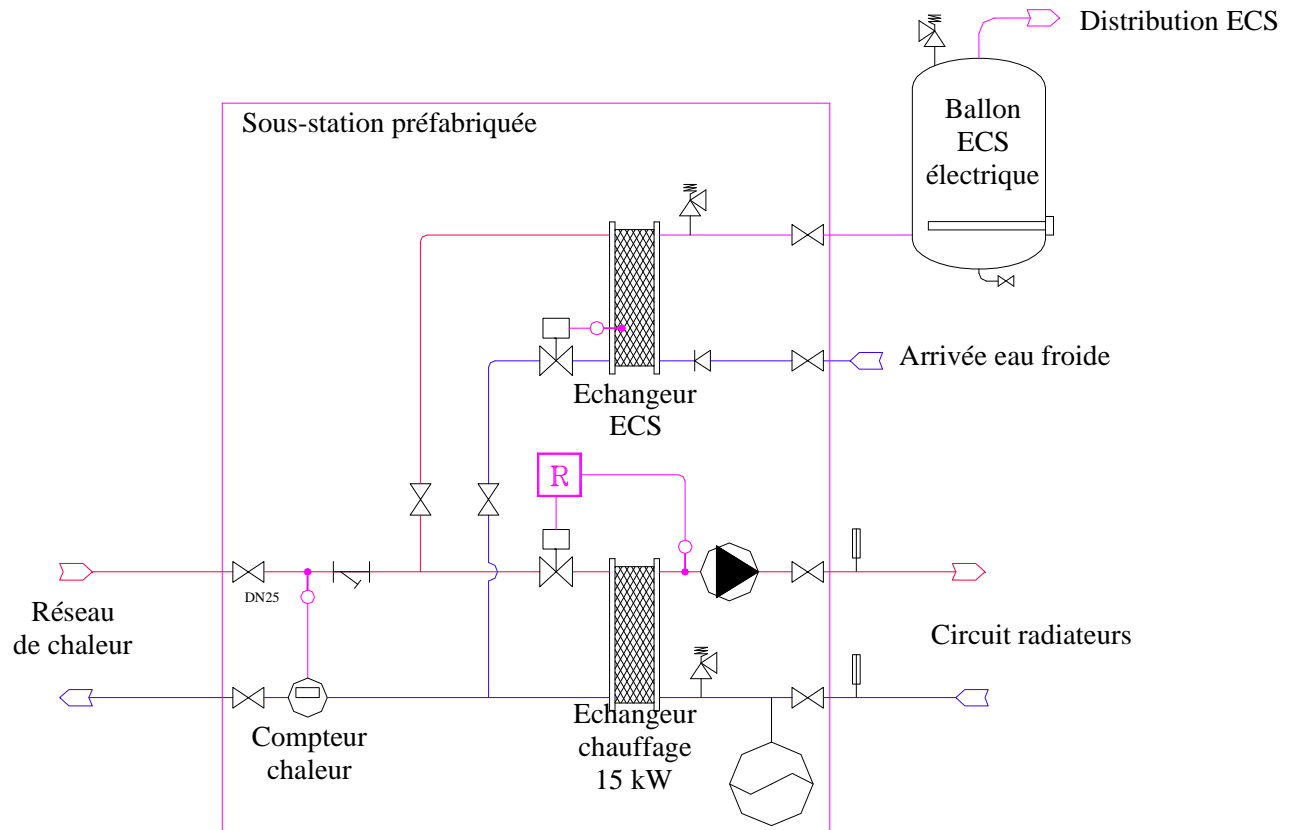 Distribution ECS
Ballon
ECS
électrique
Sous-station préfabriquée
Arrivée eau froide
Echangeur
ECS
R
DN25
Réseau
de chaleur
Circuit radiateurs
Compteur
chaleur
Echangeur
chauffage
15 kW